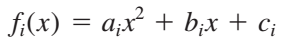 fᵢ(x) = aᵢx² + bᵢx + cᵢ